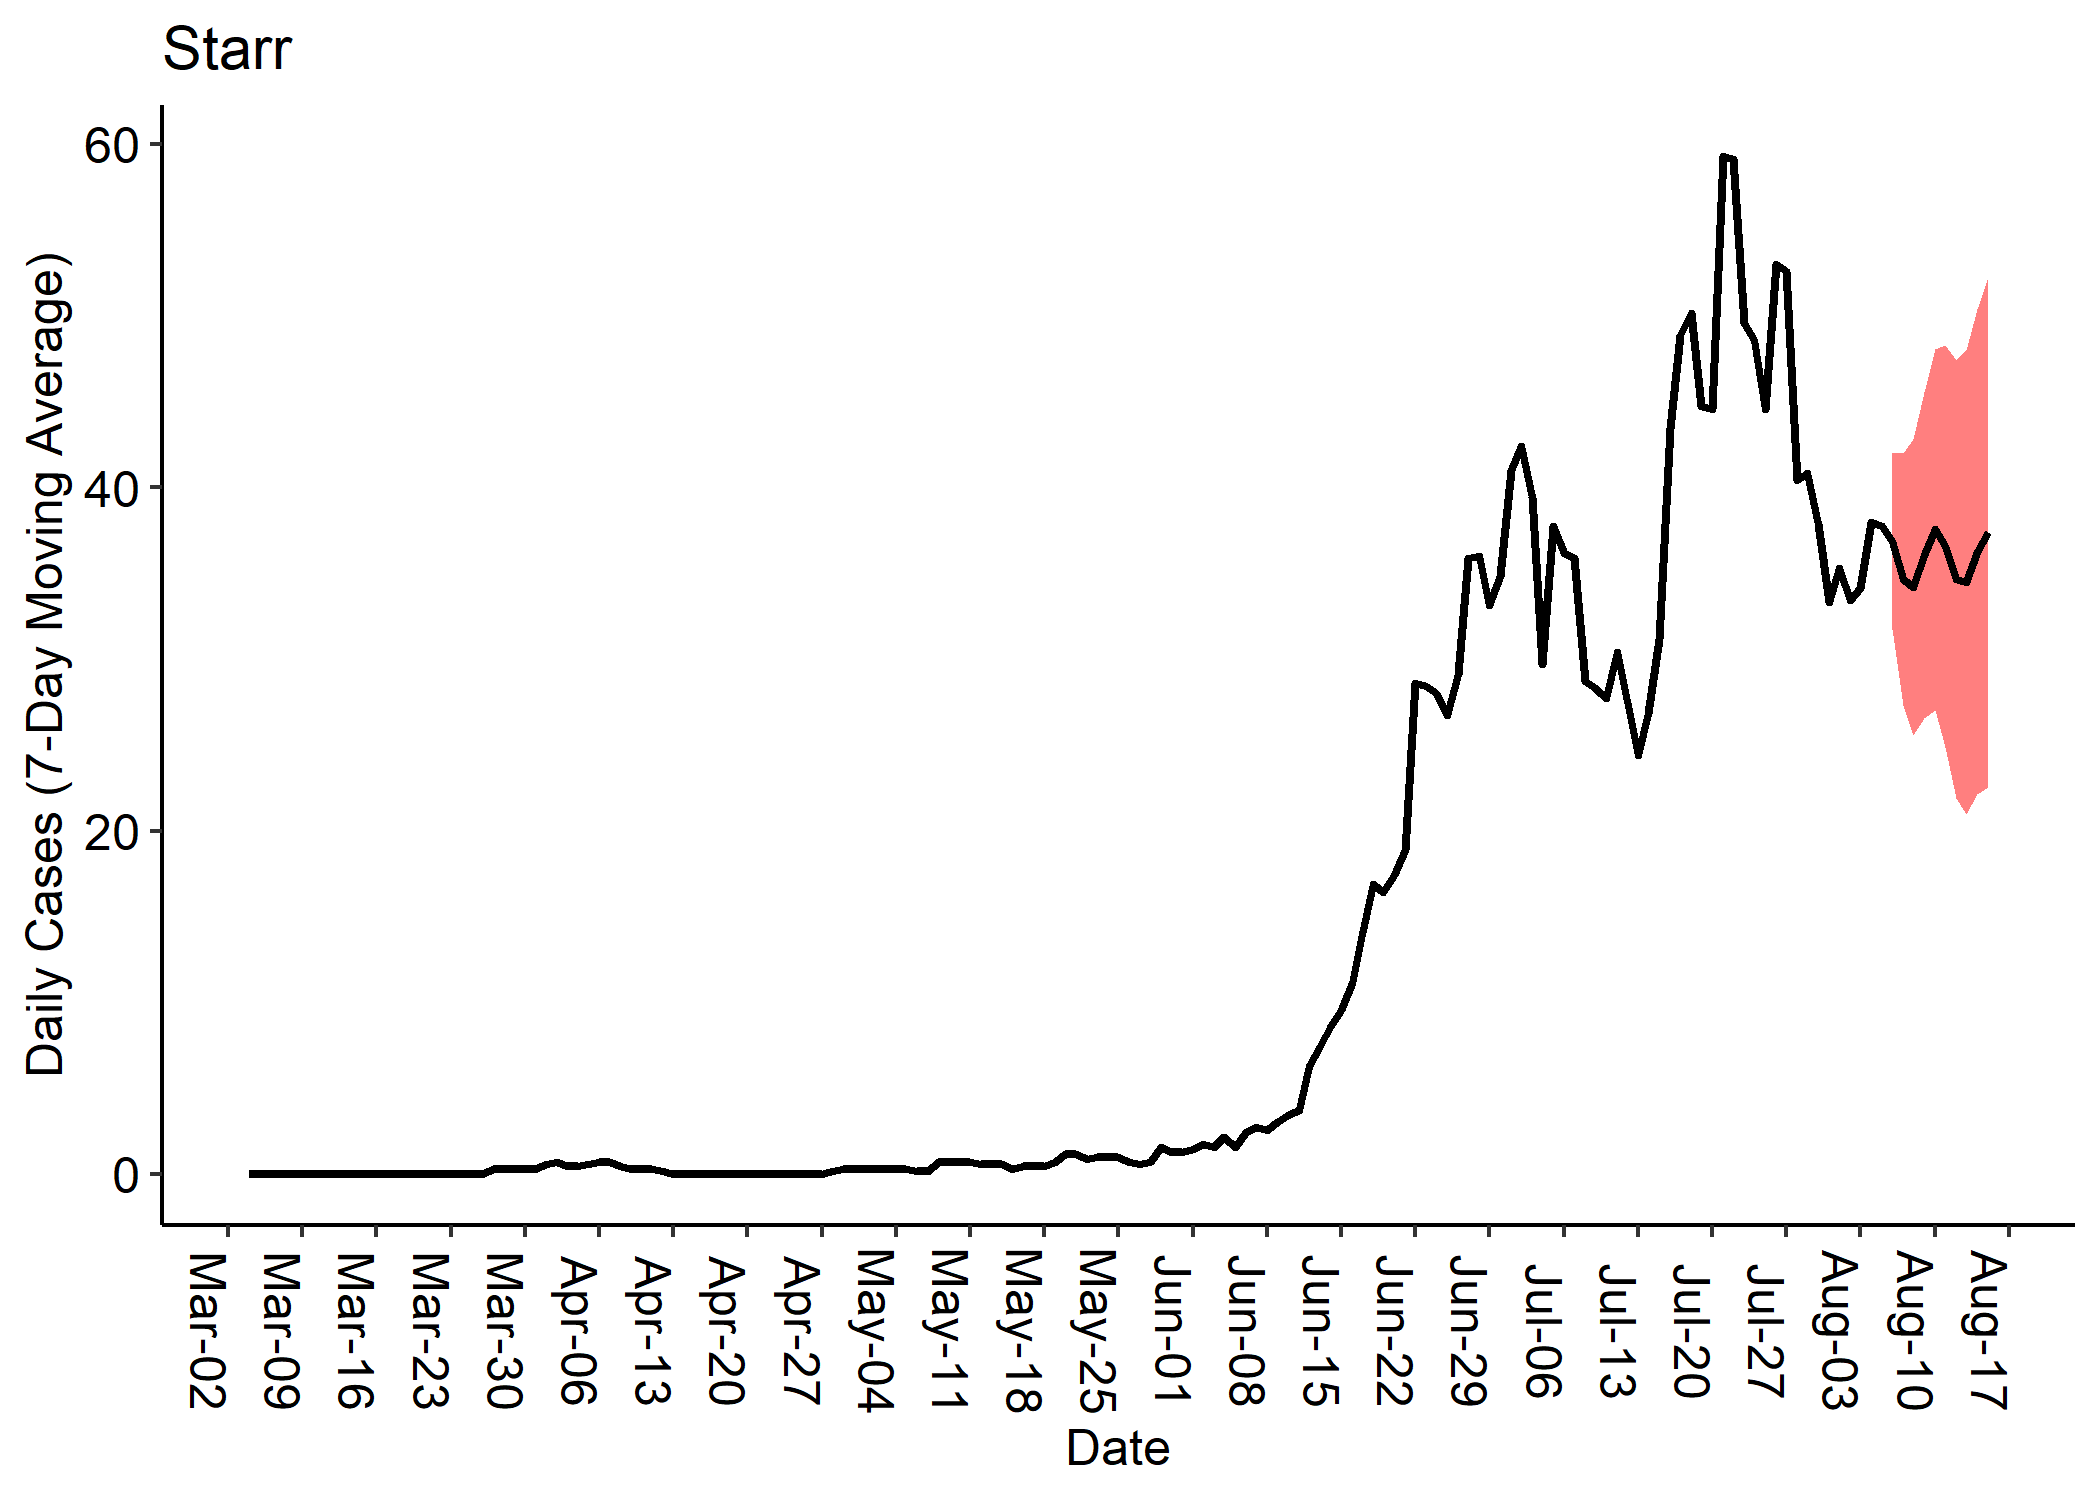 Starr
Daily Cases (7-Day Moving Average)
60
40
20
0
Mar-02
Mar-09
Mar-16
Mar-23
Mar-30
Apr-06
Apr-13
Apr-20
Apr-27
May-04
May-11
May-18
May-25
Jun-01
Jun-08
Jun-15
Jun-22
Jun-29
Jul-06
Jul-13
Jul-20
Jul-27
Aug-03
Aug-10
Aug-17
Date